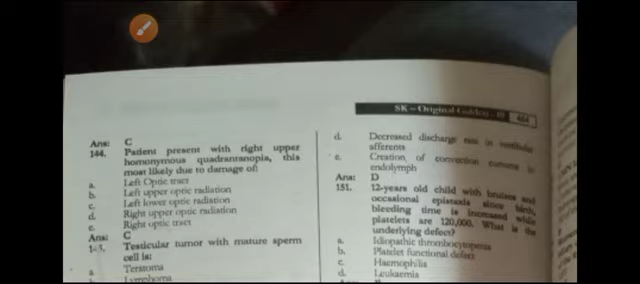 SK - Original Golden - 10 464
Ans: C
144. Patient present with right upper
homonymous quadrantanopia, this
most likely due to damage of:
a. Left Optic tract
b. Left upper optic radiation
c. Left lower optic radiation
d. Right upper optic radiation
e. Right optic tract
Ans: C
Testicular tumor with mature sperm
cell is:
a Teratoma
b Lymphoma
d. Decreased discharge rate in vestibular
afferents
e. Creation of convection currents in
endolymph
Ans: D
151. 12-years old child with bruises and
occasional epistaxis since birth,
bleeding time is increased while
platelets are 120,000. What is the
underlying defect?
a. Idiopathic thrombocytopenia
b. Platelet functional defect
c. Haemophilia
d. Leukaemia